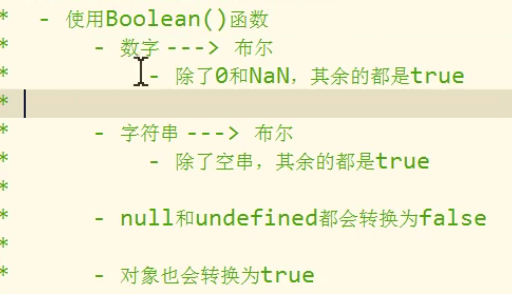 * - 使用Boolean()函数
* - 数字 ---> 布尔
* - 除了0和NaN，其余的都是true
*
* - 字符串 ---> 布尔
* - 除了空串，其余的都是true
*
* - null和undefined都会转换为false
*
* - 对象也会转换为true